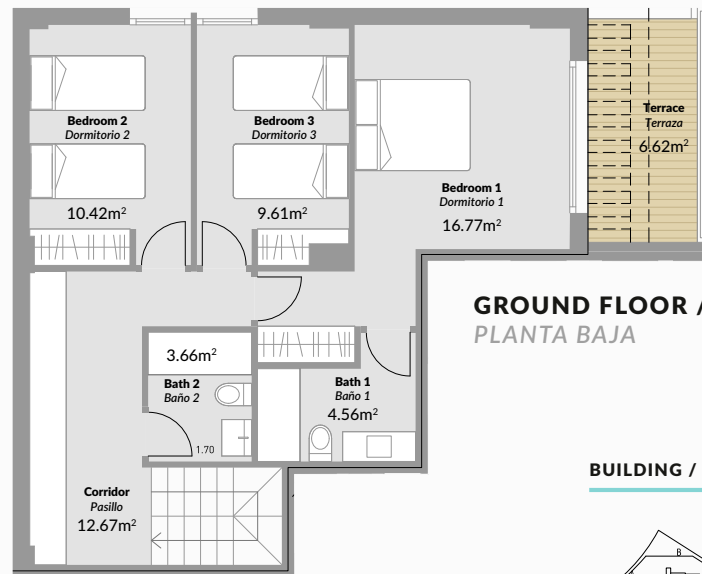 Bedroom 2
Dormitorio 2
10.42m²
Bedroom 3
Dormitorio 3
9.61m²
Bedroom 1
Dormitorio 1
16.77m²
Terrace
Terraza
6.62m²
GROUND FLOOR /
PLANTA BAJA
3.66m²
Bath 2
Baño 2
1.70
Bath 1
Baño 1
4.56m²
Corridor
Pasillo
12.67m²
BUILDING /
B